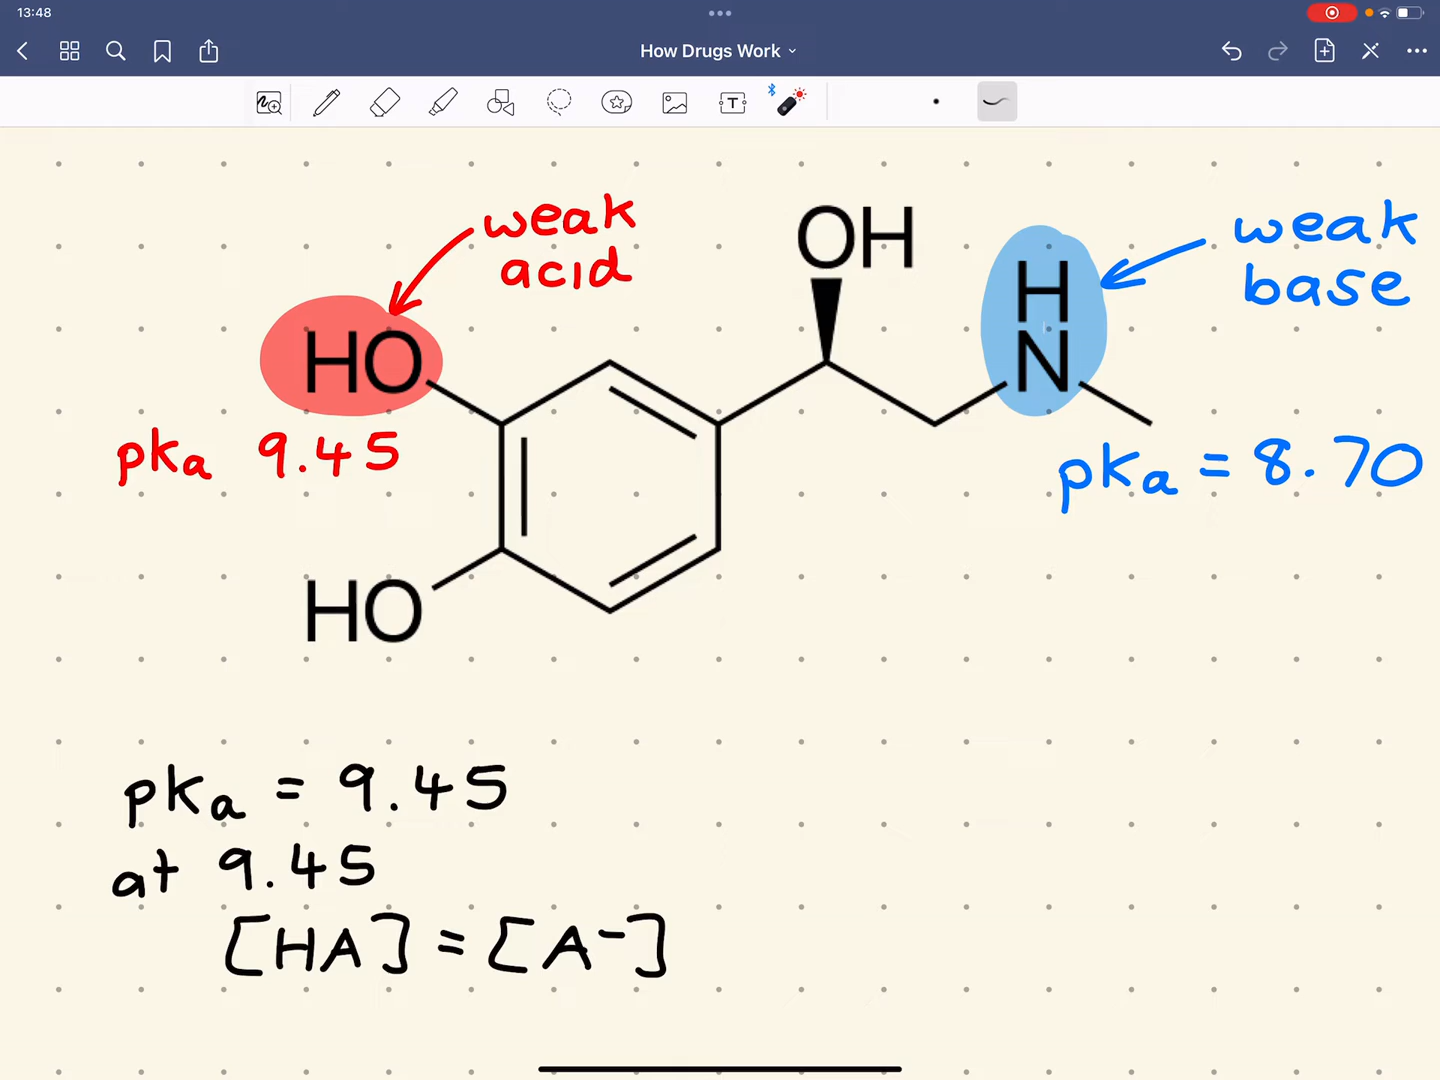 13:48
How Drugs Work
T
weak
acid
OH
weak
base
H
N
HO
pka 9.45
pka = 8.70
HO
pka = 9.45
at 9.45
[HA] = [A⁻]